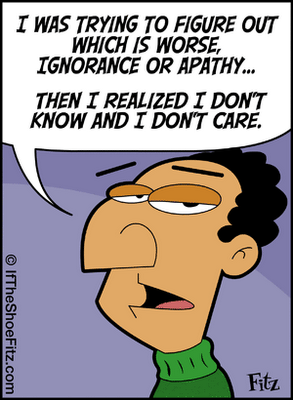 I WAS TRYING TO FIGURE OUT
WHICH IS WORSE,
IGNORANCE OR APATHY...
THEN I REALIZED I DON'T
KNOW AND I DON'T CARE.
© IfTheShoeFitz.com
Fitz